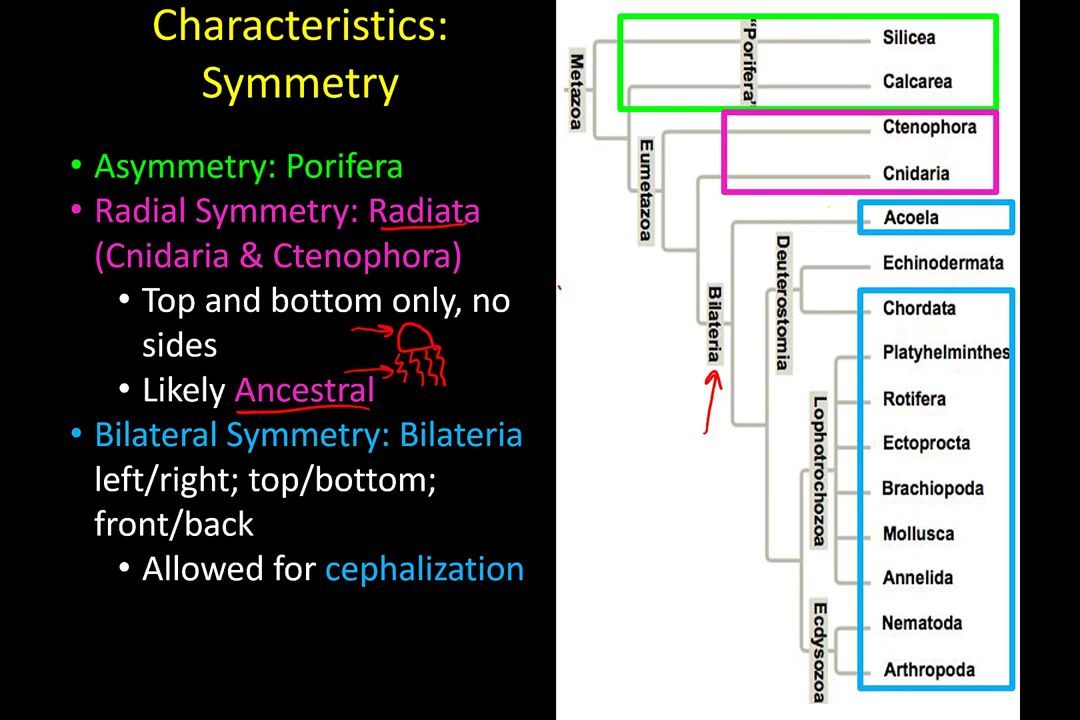 Characteristics:
Symmetry
• Asymmetry: Porifera
• Radial Symmetry: Radiata
(Cnidaria & Ctenophora)
• Top and bottom only, no
sides
• Likely Ancestral
• Bilateral Symmetry: Bilateria
left/right; top/bottom;
front/back
• Allowed for cephalization
Metazoa
"Porifera"
Eumetazoa
Bilateria
Deuterostomia
Lophotrochozoa
Ecdysozoa
Silicea
Calcarea
Ctenophora
Cnidaria
Acoela
Echinodermata
Chordata
Platyhelminthes
Rotifera
Ectoprocta
Brachiopoda
Mollusca
Annelida
Nematoda
Arthropoda